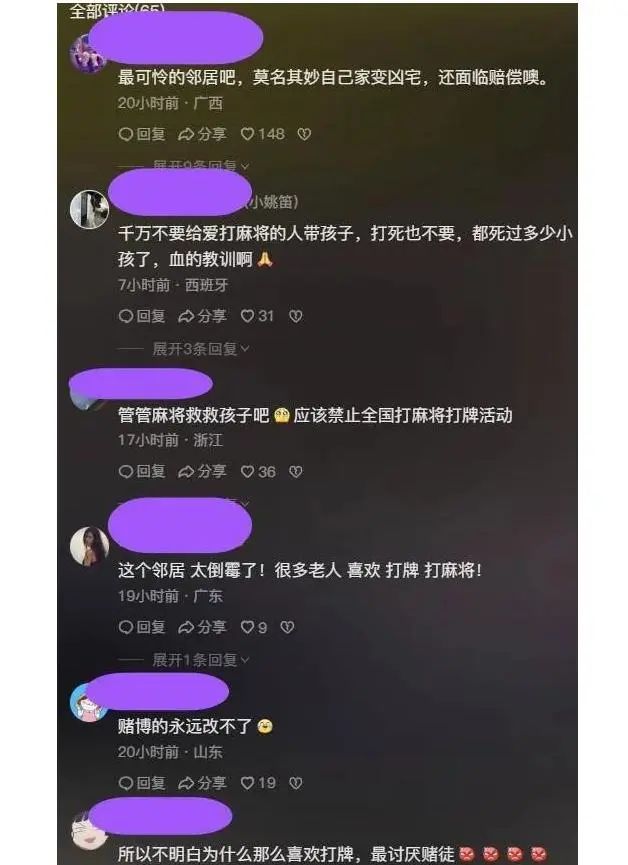 全部评论(65)
最可怜的邻居吧，莫名其妙自己家变凶宅，还面临赔偿噢。
20小时前·广西
回复 分享 148
展开9条回复
(小姚笛)
千万不要给爱打麻将的人带孩子，打死也不要，都死过多少小
孩了，血的教训啊🙏
7小时前·西班牙
回复 分享 31
展开3条回复
管管麻将救救孩子吧🥺应该禁止全国打麻将打牌活动
17小时前·浙江
回复 分享 36
这个邻居 太倒霉了！很多老人 喜欢 打牌 打麻将！
19小时前·广东
回复 分享 9
展开1条回复
赌博的永远改不了😂
20小时前·山东
回复 分享 19
所以不明白为什么那么喜欢打牌，最讨厌赌徒👹👹👹👹